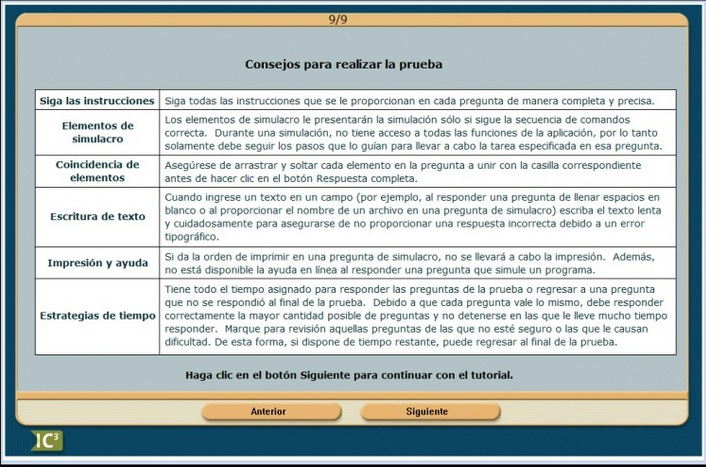 9/9
Consejos para realizar la prueba
Siga las instrucciones
Siga todas las instrucciones que se le proporcionan en cada pregunta de manera completa y precisa.
Elementos de
simulacro
Los elementos de simulacro le presentarán la simulación sólo si sigue la secuencia de comandos
correcta. Durante una simulación, no tiene acceso a todas las funciones de la aplicación, por lo tanto
solamente debe seguir los pasos que lo guían para llevar a cabo la tarea especificada en esa pregunta.
Coincidencia de
elementos
Asegúrese de arrastrar y soltar cada elemento en la pregunta a unir con la casilla correspondiente
antes de hacer clic en el botón Respuesta completa.
Escritura de texto
Cuando ingrese un texto en un campo (por ejemplo, al responder una pregunta de llenar espacios en
blanco o al proporcionar el nombre de un archivo en una pregunta de simulacro) escriba el texto lenta
y cuidadosamente para asegurarse de no proporcionar una respuesta incorrecta debido a un error
tipográfico.
Impresión y ayuda
Si da la orden de imprimir en una pregunta de simulacro, no se llevará a cabo la impresión. Además,
no está disponible la ayuda en línea al responder una pregunta que simule un programa.
Estrategias de tiempo
Tiene todo el tiempo asignado para responder las preguntas de la prueba o regresar a una pregunta
que no se respondió al final de la prueba. Debido a que cada pregunta vale lo mismo, debe responder
correctamente la mayor cantidad posible de preguntas y no detenerse en las que le lleve mucho tiempo
responder. Marque para revisión aquellas preguntas de las que no esté seguro o las que le causan
dificultad. De esta forma, si dispone de tiempo restante, puede regresar al final de la prueba.
Haga clic en el botón Siguiente para continuar con el tutorial.
Anterior
Siguiente
IC³